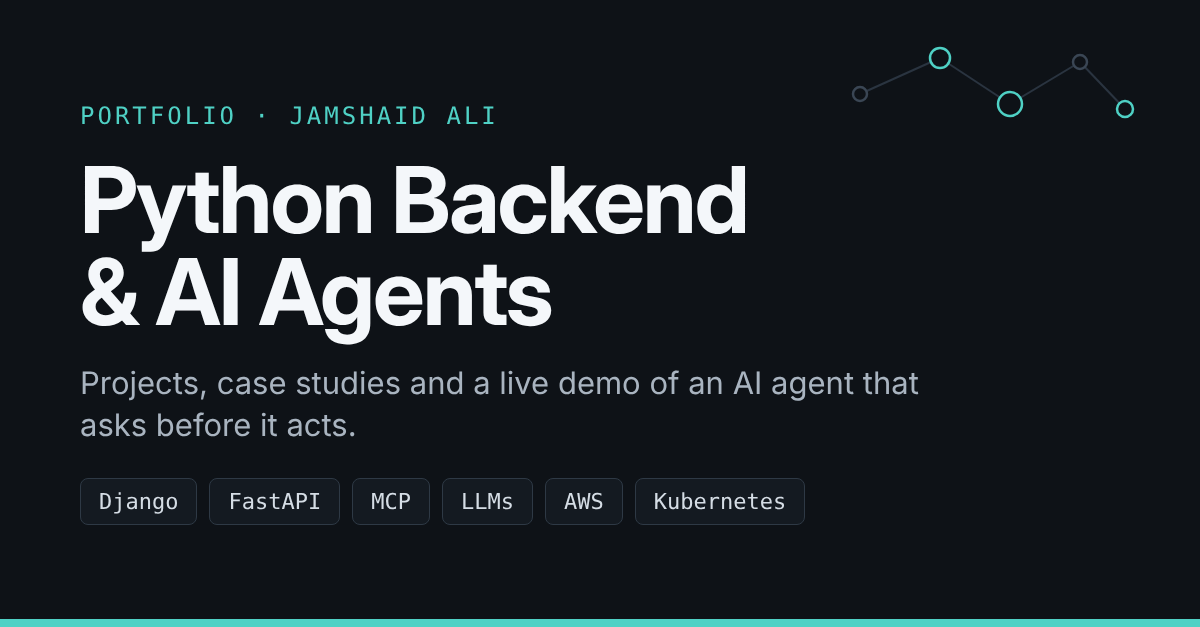 PORTFOLIO · JAMSHAID ALI
Python Backend
& AI Agents
Projects, case studies and a live demo of an AI agent that
asks before it acts.
Django FastAPI MCP LLMs AWS Kubernetes